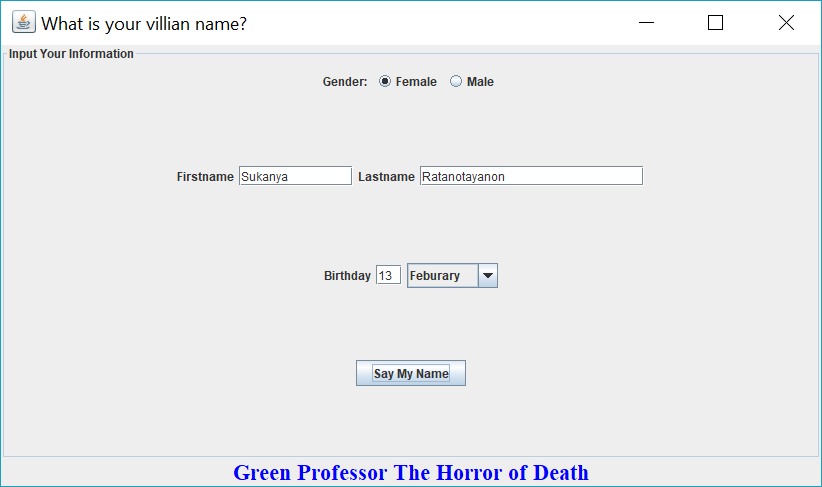 What is your villian name?
Input Your Information
Gender: Female Male
Firstname Sukanya Lastname Ratanotayanon
Birthday 13 Feburary
Say My Name
Green Professor The Horror of Death